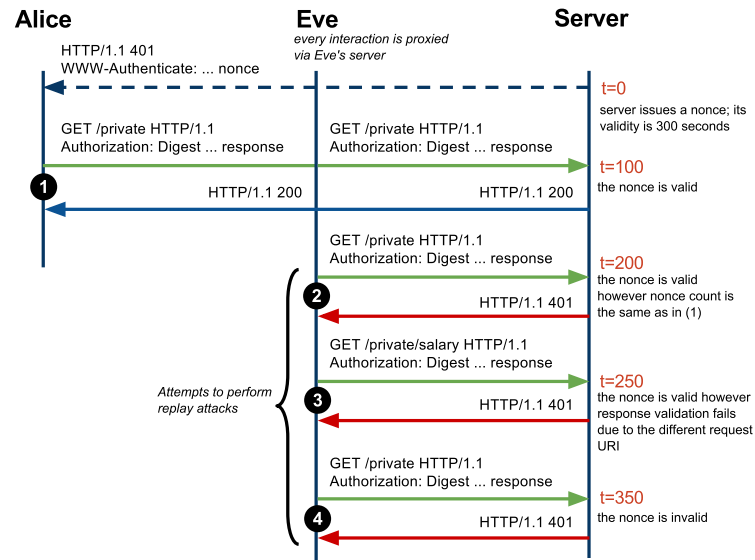 Alice
Eve
Server
every interaction is proxied
via Eve's server
HTTP/1.1 401
WWW-Authenticate: ... nonce
t=0
server issues a nonce; its
validity is 300 seconds
GET /private HTTP/1.1
Authorization: Digest ... response
GET /private HTTP/1.1
Authorization: Digest ... response
t=100
the nonce is valid
1
HTTP/1.1 200
HTTP/1.1 200
GET /private HTTP/1.1
Authorization: Digest ... response
t=200
the nonce is valid
however nonce count is
the same as in (1)
2
HTTP/1.1 401
GET /private/salary HTTP/1.1
Authorization: Digest ... response
t=250
the nonce is valid however
response validation fails
due to the different request
URI
Attempts to perform
replay attacks
3
HTTP/1.1 401
GET /private HTTP/1.1
Authorization: Digest ... response
t=350
the nonce is invalid
4
HTTP/1.1 401